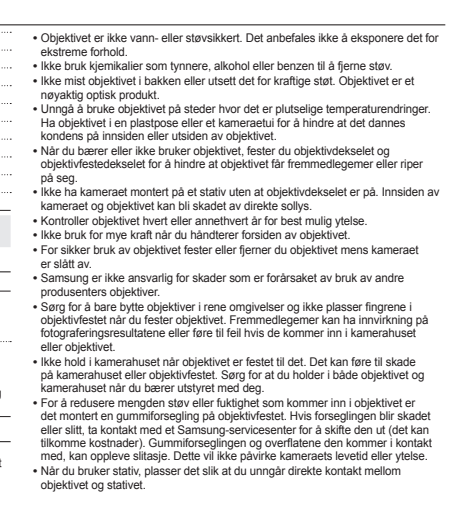 • Objektivet er ikke vann- eller støvsikkert. Det anbefales ikke å eksponere det for
ekstreme forhold.
• Ikke bruk kjemikalier som tynnere, alkohol eller benzen til å fjerne støv.
• Ikke mist objektivet i bakken eller utsett det for kraftige støt. Objektivet er et
nøyaktig optisk produkt.
• Unngå å bruke objektivet på steder hvor det er plutselige temperaturendringer.
Ha objektivet i en plastpose eller et kameraetui for å hindre at det dannes
kondens på innsiden eller utsiden av objektivet.
• Når du bærer eller ikke bruker objektivet, fester du objektivdekselet og
objektivfestedekselet for å hindre at objektivet får fremmedlegemer eller riper
på seg.
• Ikke ha kameraet montert på et stativ uten at objektivdekselet er på. Innsiden av
kameraet og objektivet kan bli skadet av direkte sollys.
• Kontroller objektivet hvert eller annethvert år for best mulig ytelse.
• Ikke bruk for mye kraft når du håndterer forsiden av objektivet.
• For sikker bruk av objektivet fester eller fjerner du objektivet mens kameraet
er slått av.
• Samsung er ikke ansvarlig for skader som er forårsaket av bruk av andre
produsenters objektiver.
• Sørg for å bare bytte objektiver i rene omgivelser og ikke plasser fingrene i
objektivfestet når du fester objektivet. Fremmedlegemer kan ha innvirkning på
fotograferingsresultatene eller føre til feil hvis de kommer inn i kamerahuset
eller objektivet.
• Ikke hold i kamerahuset når objektivet er festet til det. Det kan føre til skade
på kamerahuset eller objektivfestet. Sørg for at du holder i både objektivet og
kamerahuset når du bærer utstyret med deg.
• For å redusere mengden støv eller fuktighet som kommer inn i objektivet er
det montert en gummiforsegling på objektivfestet. Hvis forseglingen blir skadet
eller slitt, ta kontakt med et Samsung-servicesenter for å skifte den ut (det kan
tilkomme kostnader). Gummiforseglingen og overflatene den kommer i kontakt
med, kan oppleve slitasje. Dette vil ikke påvirke kameraets levetid eller ytelse.
• Når du bruker stativ, plasser det slik at du unngår direkte kontakt mellom
objektivet og stativet.